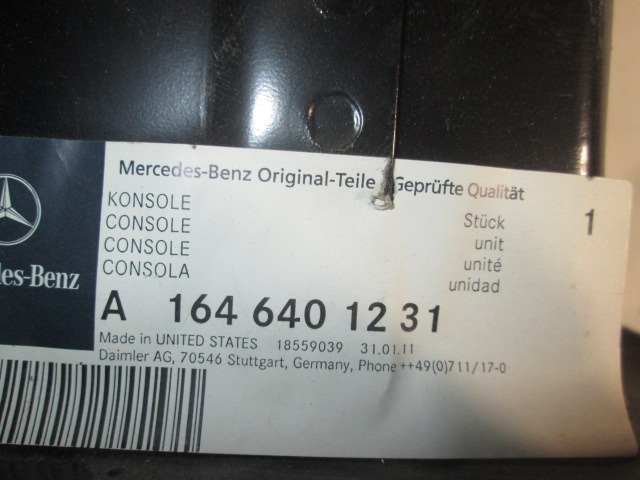 Mercedes-Benz Original-Teile Geprüfte Qualität
KONSOLE
CONSOLE
CONSOLE
CONSOLA
Stück 1
unit
unité
unidad
des-Benz
A 164 640 12 31
Made in UNITED STATES 18559039 31.01.11
Daimler AG, 70546 Stuttgart, Germany, Phone ++49(0)711/17-0